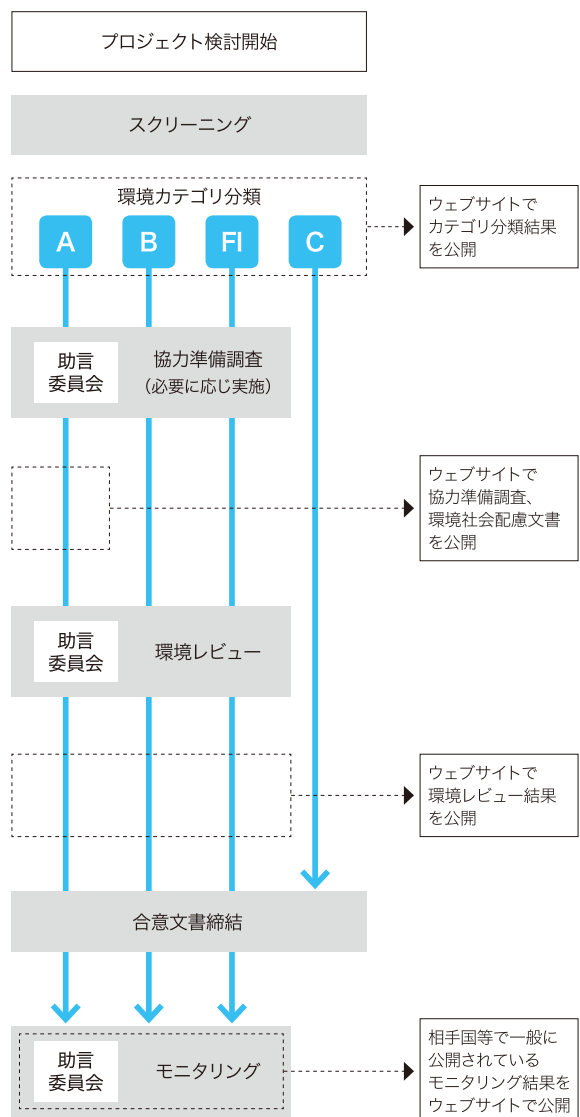 プロジェクト検討開始
スクリーニング
環境カテゴリ分類
A
B
FI
C
ウェブサイトで
カテゴリ分類結果
を公開
助言
委員会
協力準備調査
（必要に応じ実施）
ウェブサイトで
協力準備調査、
環境社会配慮文書
を公開
助言
委員会
環境レビュー
ウェブサイトで
環境レビュー結果
を公開
合意文書締結
助言
委員会
モニタリング
相手国等で一般に
公開されている
モニタリング結果を
ウェブサイトで公開